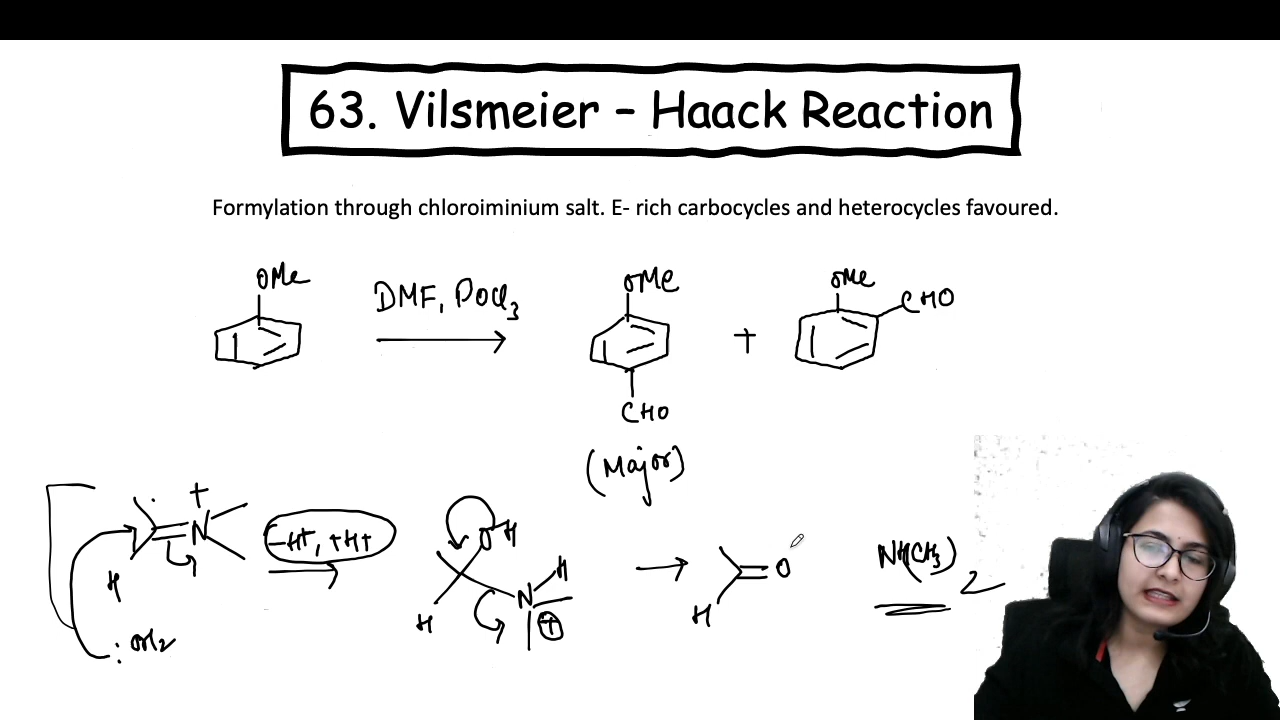 63. Vilsmeier – Haack Reaction
Formylation through chloroiminium salt. E- rich carbocycles and heterocycles favoured.
OMe
DMF, POCl3
OMe
CHO
(Major)
+
OMe
CHO
+
N
H
:OH2
-H+, +H+
OH
H
N
H
+
O
H
NH(CH3)2